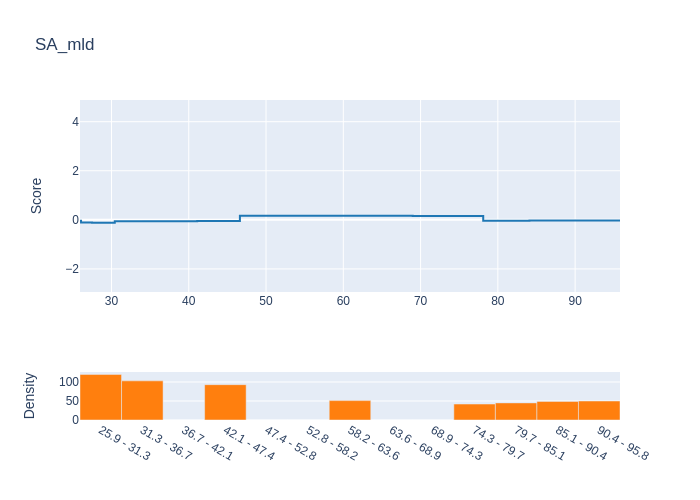 SA_mld
Score
4
2
0
−2
30 40 50 60 70 80 90
Density
100
50
0
25.9 - 31.3
31.3 - 36.7
36.7 - 42.1
42.1 - 47.4
47.4 - 52.8
52.8 - 58.2
58.2 - 63.6
63.6 - 68.9
68.9 - 74.3
74.3 - 79.7
79.7 - 85.1
85.1 - 90.4
90.4 - 95.8